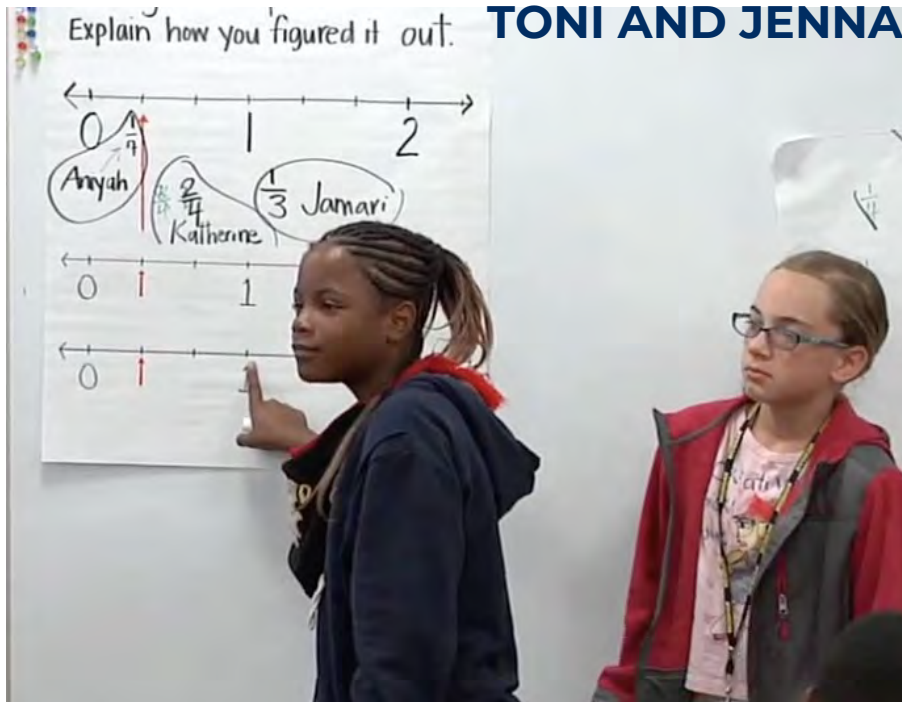 TONI AND JENNA
Explain how you figured it out.
0 1 2
1/7
Anyah
2/4
Katherine
1/3 Jamari
0 1
0 1